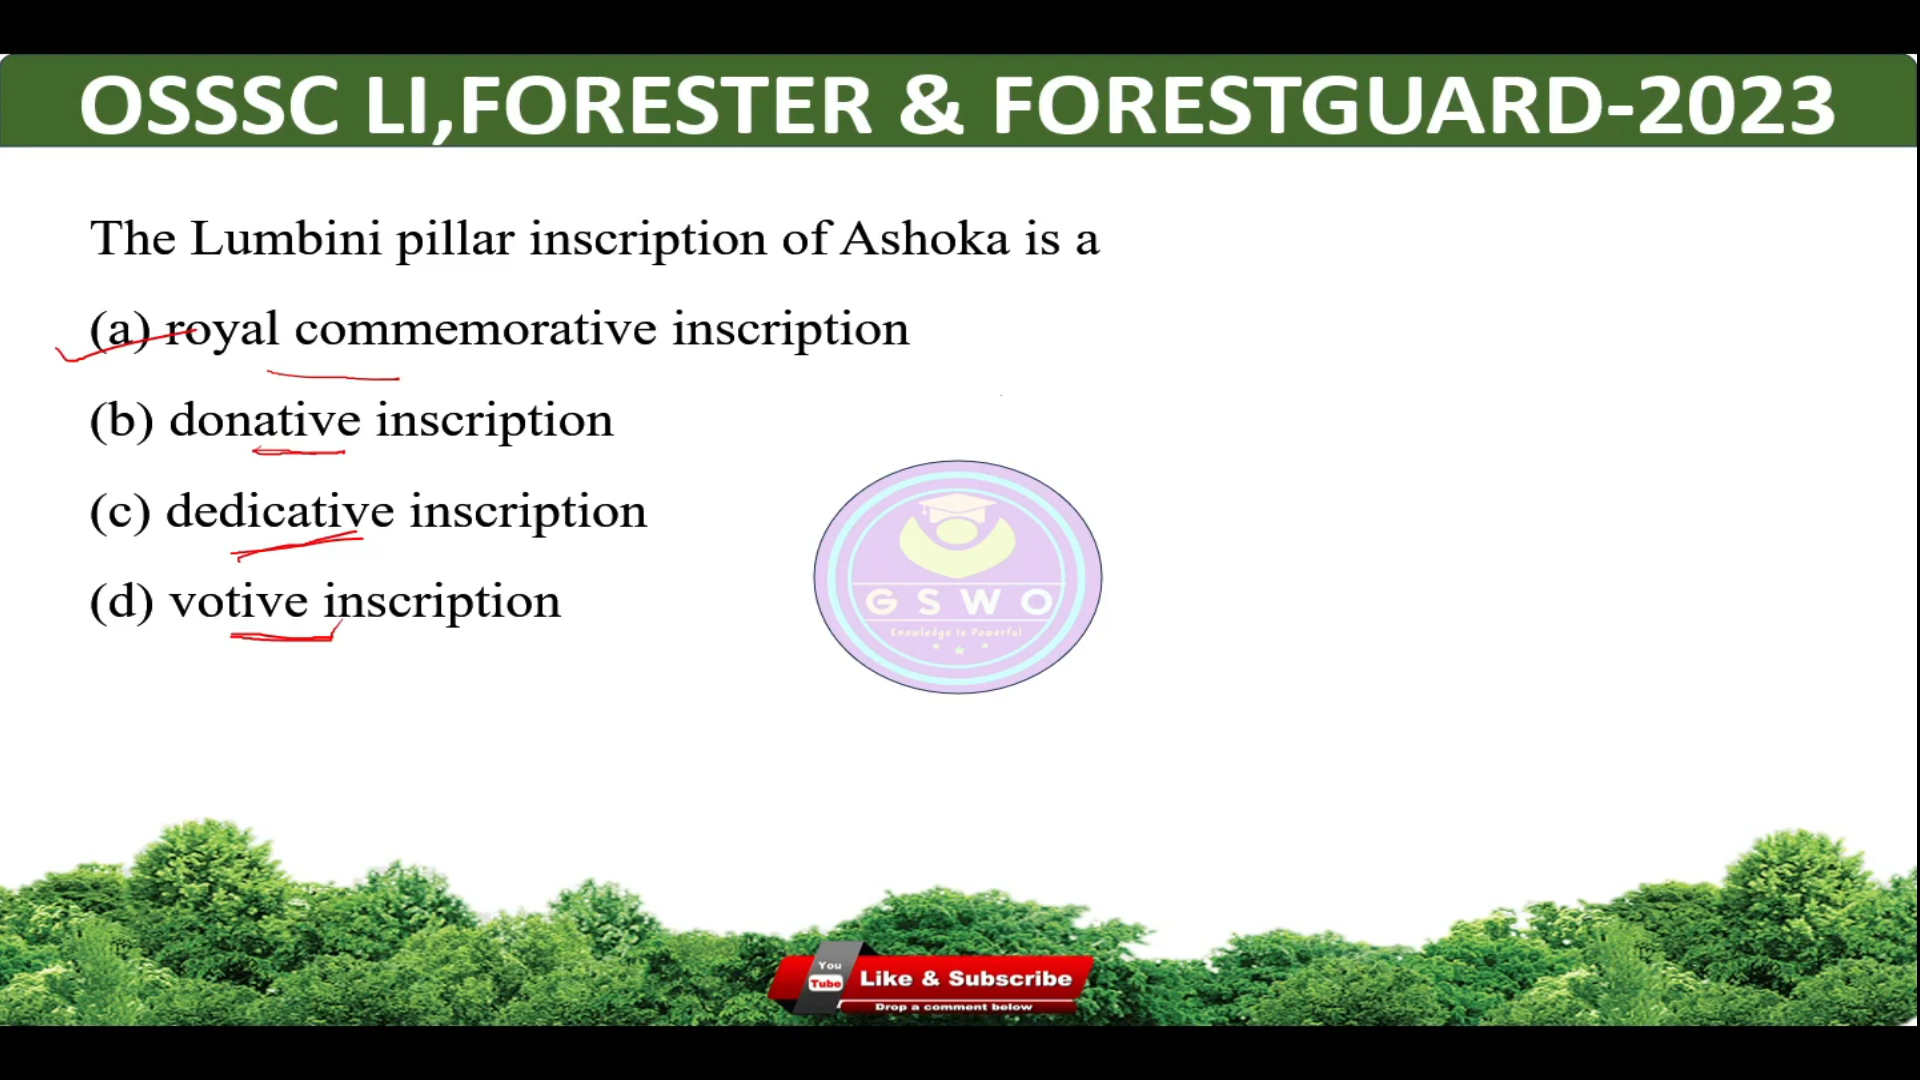 OSSSC LI,FORESTER & FORESTGUARD-2023
The Lumbini pillar inscription of Ashoka is a
(a) royal commemorative inscription
(b) donative inscription
(c) dedicative inscription
(d) votive inscription
GSWO
Knowledge is Powerful
You
Tube
Like & Subscribe
Drop a comment below